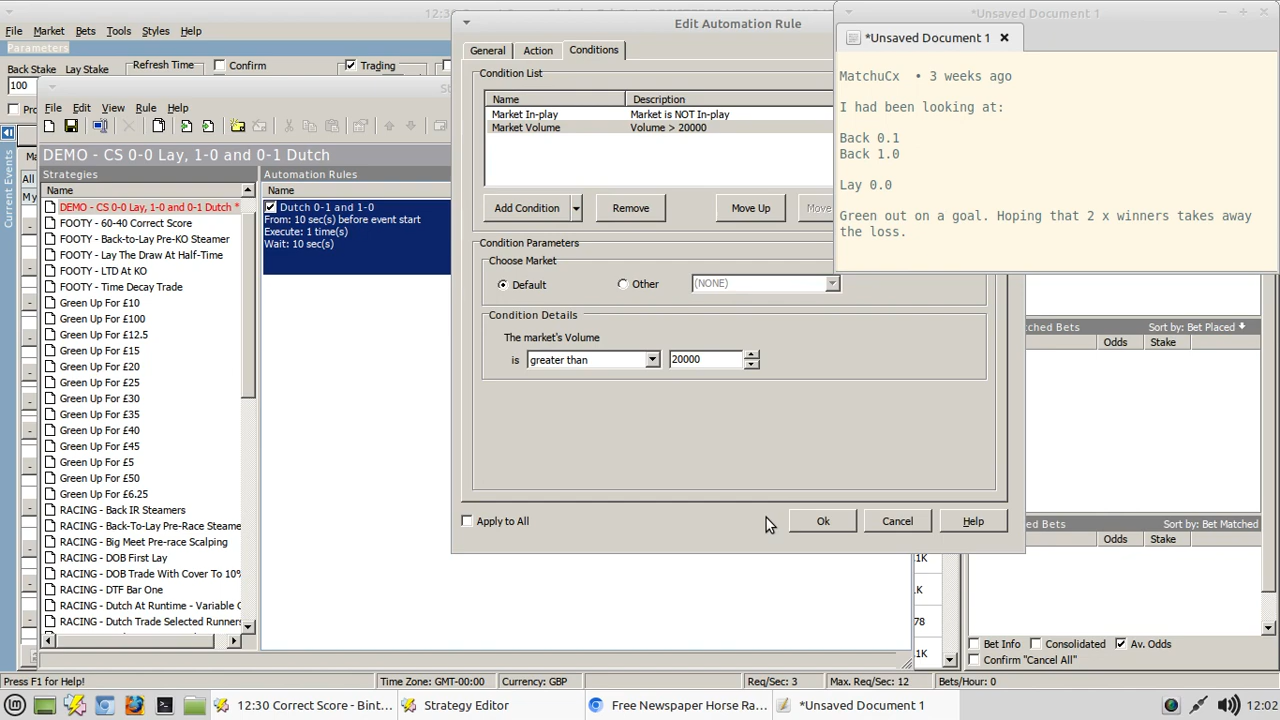 File Market Bets Tools Styles Help
Parameters
Back Stake Lay Stake Refresh Time Confirm Trading
100
Current Events
All
My
File Edit View Rule Help
DEMO - CS 0-0 Lay, 1-0 and 0-1 Dutch
Strategies
Name
DEMO - CS 0-0 Lay, 1-0 and 0-1 Dutch *
FOOTY - 60-40 Correct Score
FOOTY - Back-to-Lay Pre-KO Steamer
FOOTY - Lay The Draw At Half-Time
FOOTY - LTD At KO
FOOTY - Time Decay Trade
Green Up For £10
Green Up For £100
Green Up For £12.5
Green Up For £15
Green Up For £20
Green Up For £25
Green Up For £30
Green Up For £35
Green Up For £40
Green Up For £45
Green Up For £5
Green Up For £50
Green Up For £6.25
RACING - Back IR Steamers
RACING - Back-To-Lay Pre-Race Steame
RACING - Big Meet Pre-race Scalping
RACING - DOB First Lay
RACING - DOB Trade With Cover To 10%
RACING - DTF Bar One
RACING - Dutch At Runtime - Variable
RACING - Dutch Trade Selected Runners
Automation Rules
Name
Dutch 0-1 and 1-0
From: 10 sec(s) before event start
Execute: 1 time(s)
Wait: 10 sec(s)
Edit Automation Rule
General Action Conditions
Condition List
Name Description
Market In-play Market is NOT In-play
Market Volume Volume > 20000
Add Condition Remove Move Up Move
Condition Parameters
Choose Market
Default Other (NONE)
Condition Details
The market's Volume
is greater than 20000
Apply to All Ok Cancel Help
*Unsaved Document 1
*Unsaved Document 1
MatchuCx • 3 weeks ago
I had been looking at:
Back 0.1
Back 1.0
Lay 0.0
Green out on a goal. Hoping that 2 x winners takes away
the loss.
ched Bets Sort by: Bet Placed
Odds Stake
ed Bets Sort by: Bet Matched
Odds Stake
.1K
.K
78
.1K
Bet Info Consolidated Av. Odds
Confirm "Cancel All"
Press F1 for Help! Time Zone: GMT-00:00 Currency: GBP Req/Sec: 3 Max. Req/Sec: 12 Bets/Hour: 0
12:30 Correct Score - Bint... Strategy Editor Free Newspaper Horse Ra... *Unsaved Document 1 12:02